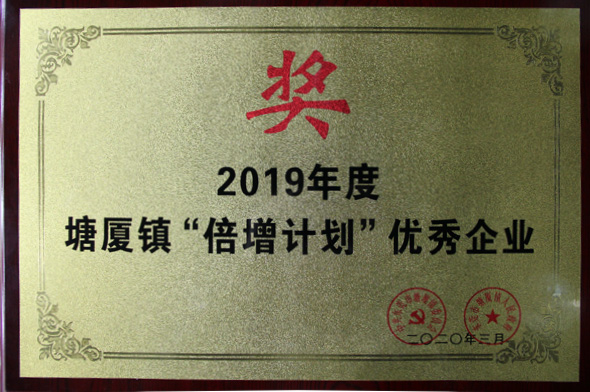 奖
2019年度
塘厦镇“倍增计划”优秀企业
二〇二〇年三月